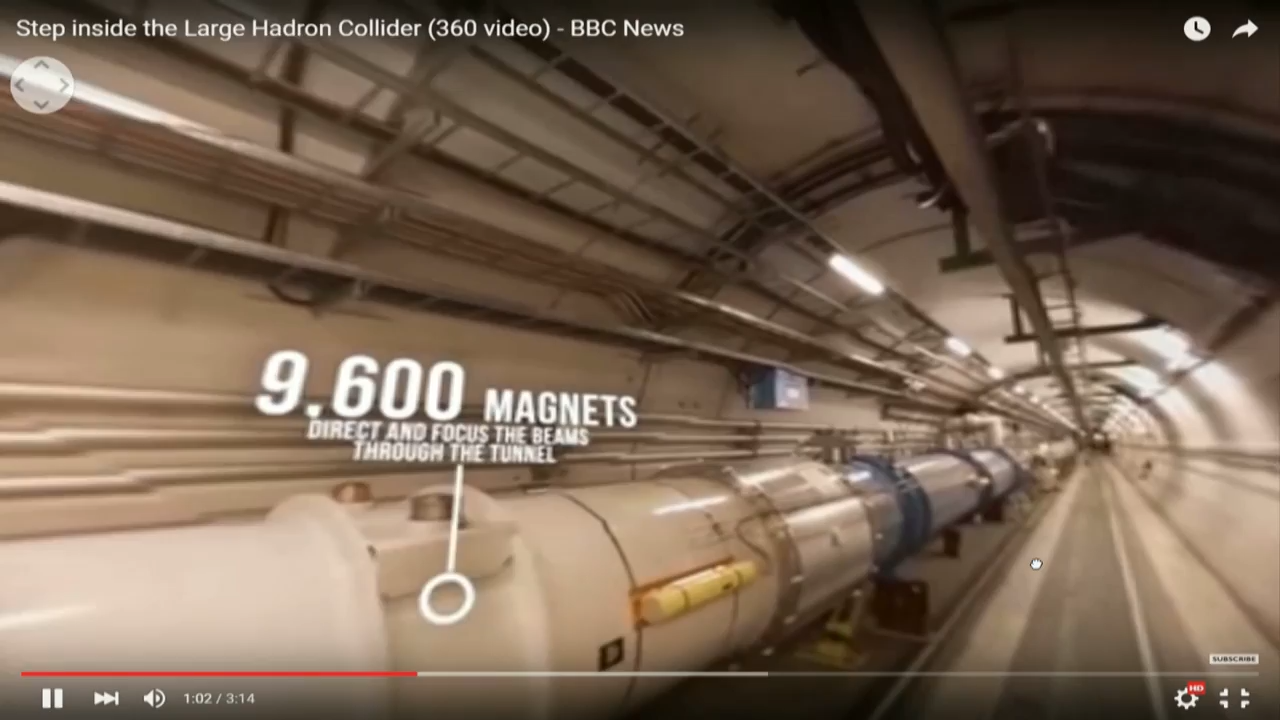 Step inside the Large Hadron Collider (360 video) - BBC News
9,600 MAGNETS
DIRECT AND FOCUS THE BEAMS
THROUGH THE TUNNEL
D
SUBSCRIBE
1:02 / 3:14
HD